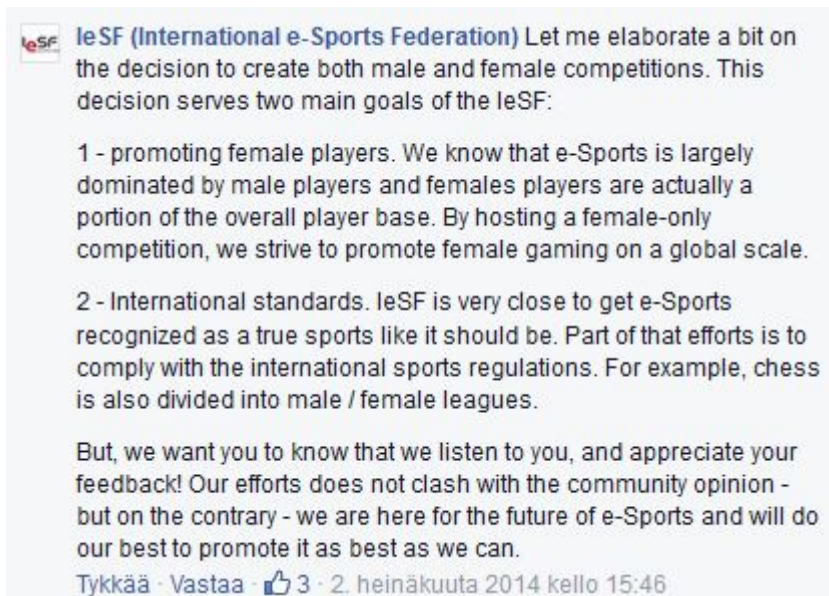 IeSF
IeSF (International e-Sports Federation) Let me elaborate a bit on
the decision to create both male and female competitions. This
decision serves two main goals of the IeSF:
1 - promoting female players. We know that e-Sports is largely
dominated by male players and females players are actually a
portion of the overall player base. By hosting a female-only
competition, we strive to promote female gaming on a global scale.
2 - International standards. IeSF is very close to get e-Sports
recognized as a true sports like it should be. Part of that efforts is to
comply with the international sports regulations. For example, chess
is also divided into male / female leagues.
But, we want you to know that we listen to you, and appreciate your
feedback! Our efforts does not clash with the community opinion -
but on the contrary - we are here for the future of e-Sports and will do
our best to promote it as best as we can.
Tykkää · Vastaa · 3 · 2. heinäkuuta 2014 kello 15:46